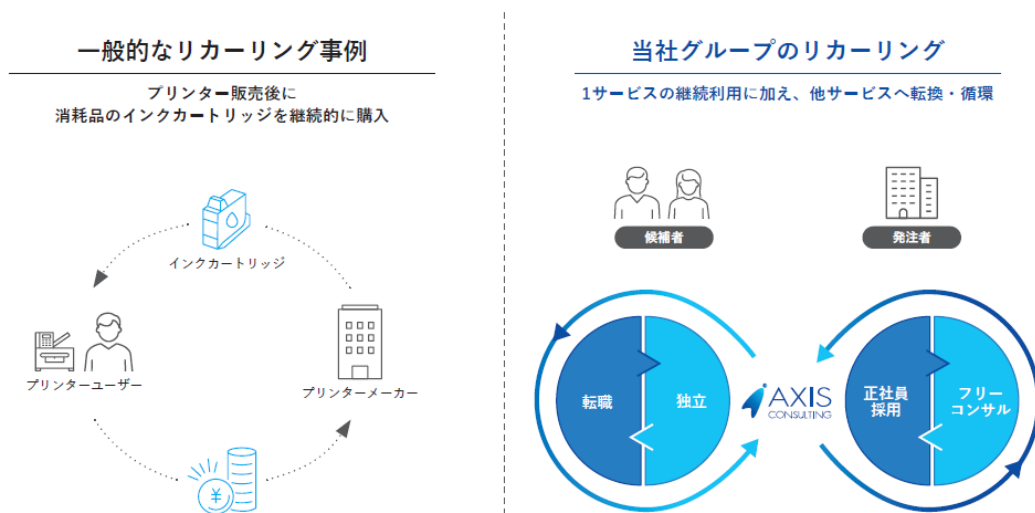 一般的なリカーリング事例
プリンター販売後に
消耗品のインクカートリッジを継続的に購入
インクカートリッジ
プリンターユーザー
プリンターメーカー
¥
当社グループのリカーリング
1サービスの継続利用に加え、他サービスへ転換・循環
候補者
発注者
転職
独立
AXIS
CONSULTING
正社員
採用
フリー
コンサル